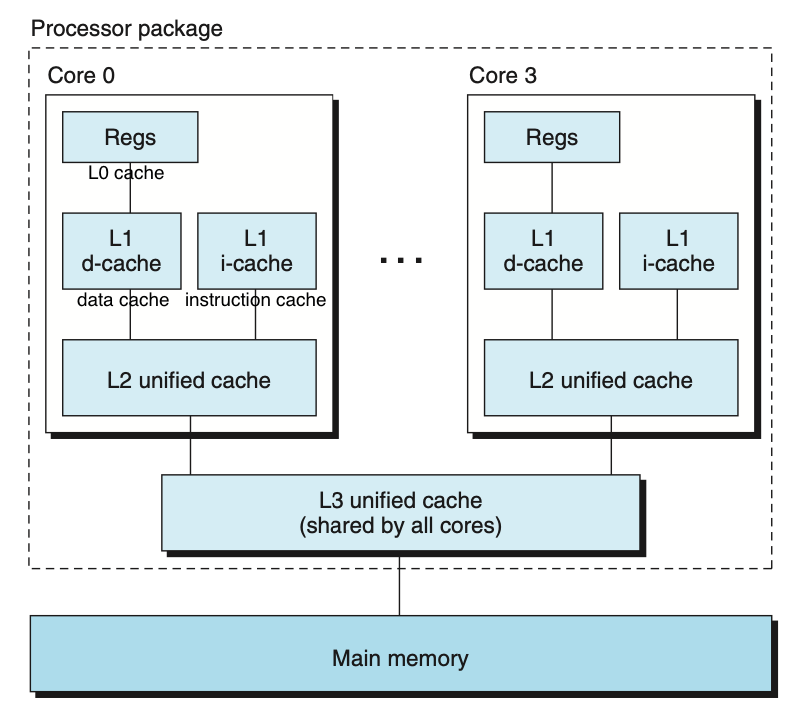 Processor package
Core 0
Core 3
Regs
Regs
L0 cache
L1
d-cache
L1
i-cache
...
L1
d-cache
L1
i-cache
data cache
instruction cache
L2 unified cache
L2 unified cache
L3 unified cache
(shared by all cores)
Main memory